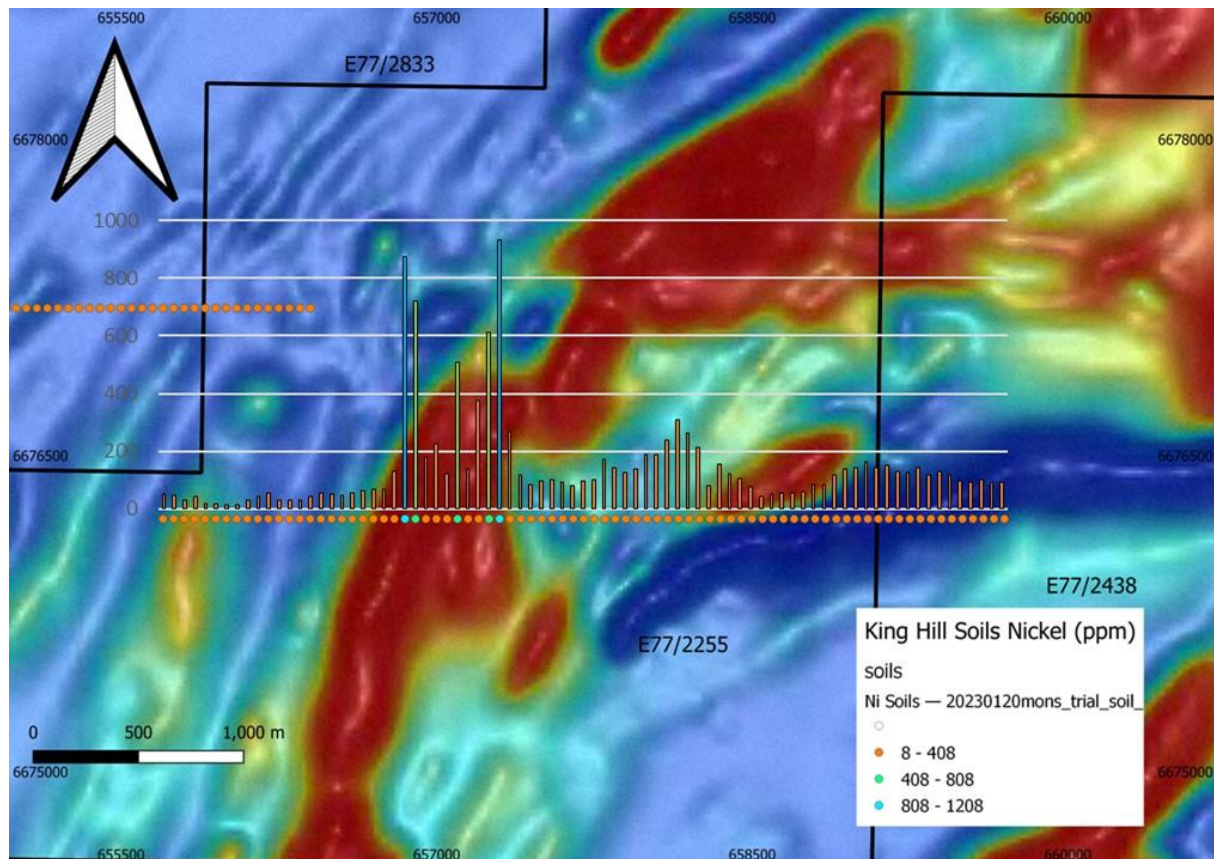 655500 657000 658500 660000
E77/2833
6678000 6678000
1000
800
600
400
6676500 200 6676500
0
E77/2438
E77/2255
King Hill Soils Nickel (ppm)
soils
Ni Soils — 20230120mons_trial_soil_
8 - 408
408 - 808
808 - 1208
0 500 1,000 m
6675000 6675000
655500 657000 658500 660000